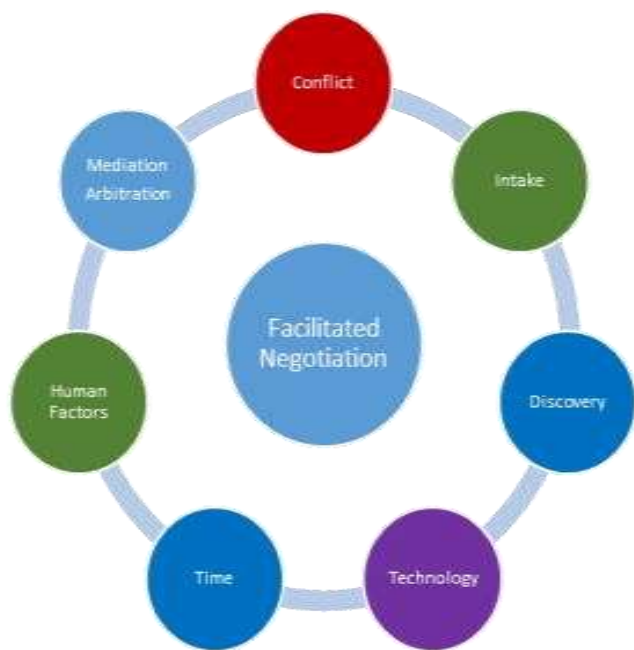 Conflict
Intake
Discovery
Technology
Time
Human
Factors
Mediation
Arbitration
Facilitated
Negotiation